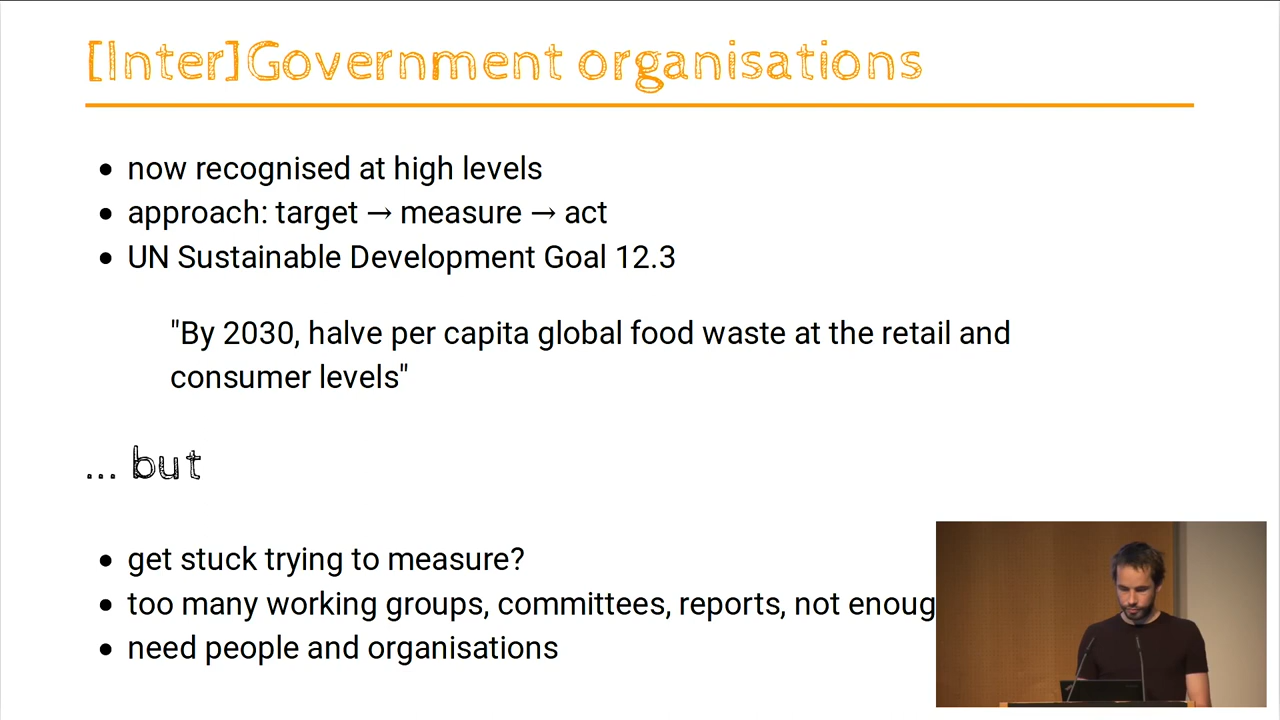 [Inter]Government organisations
• now recognised at high levels
• approach: target → measure → act
• UN Sustainable Development Goal 12.3
"By 2030, halve per capita global food waste at the retail and
consumer levels"
... but
• get stuck trying to measure?
• too many working groups, committees, reports, not
• need people and organisations